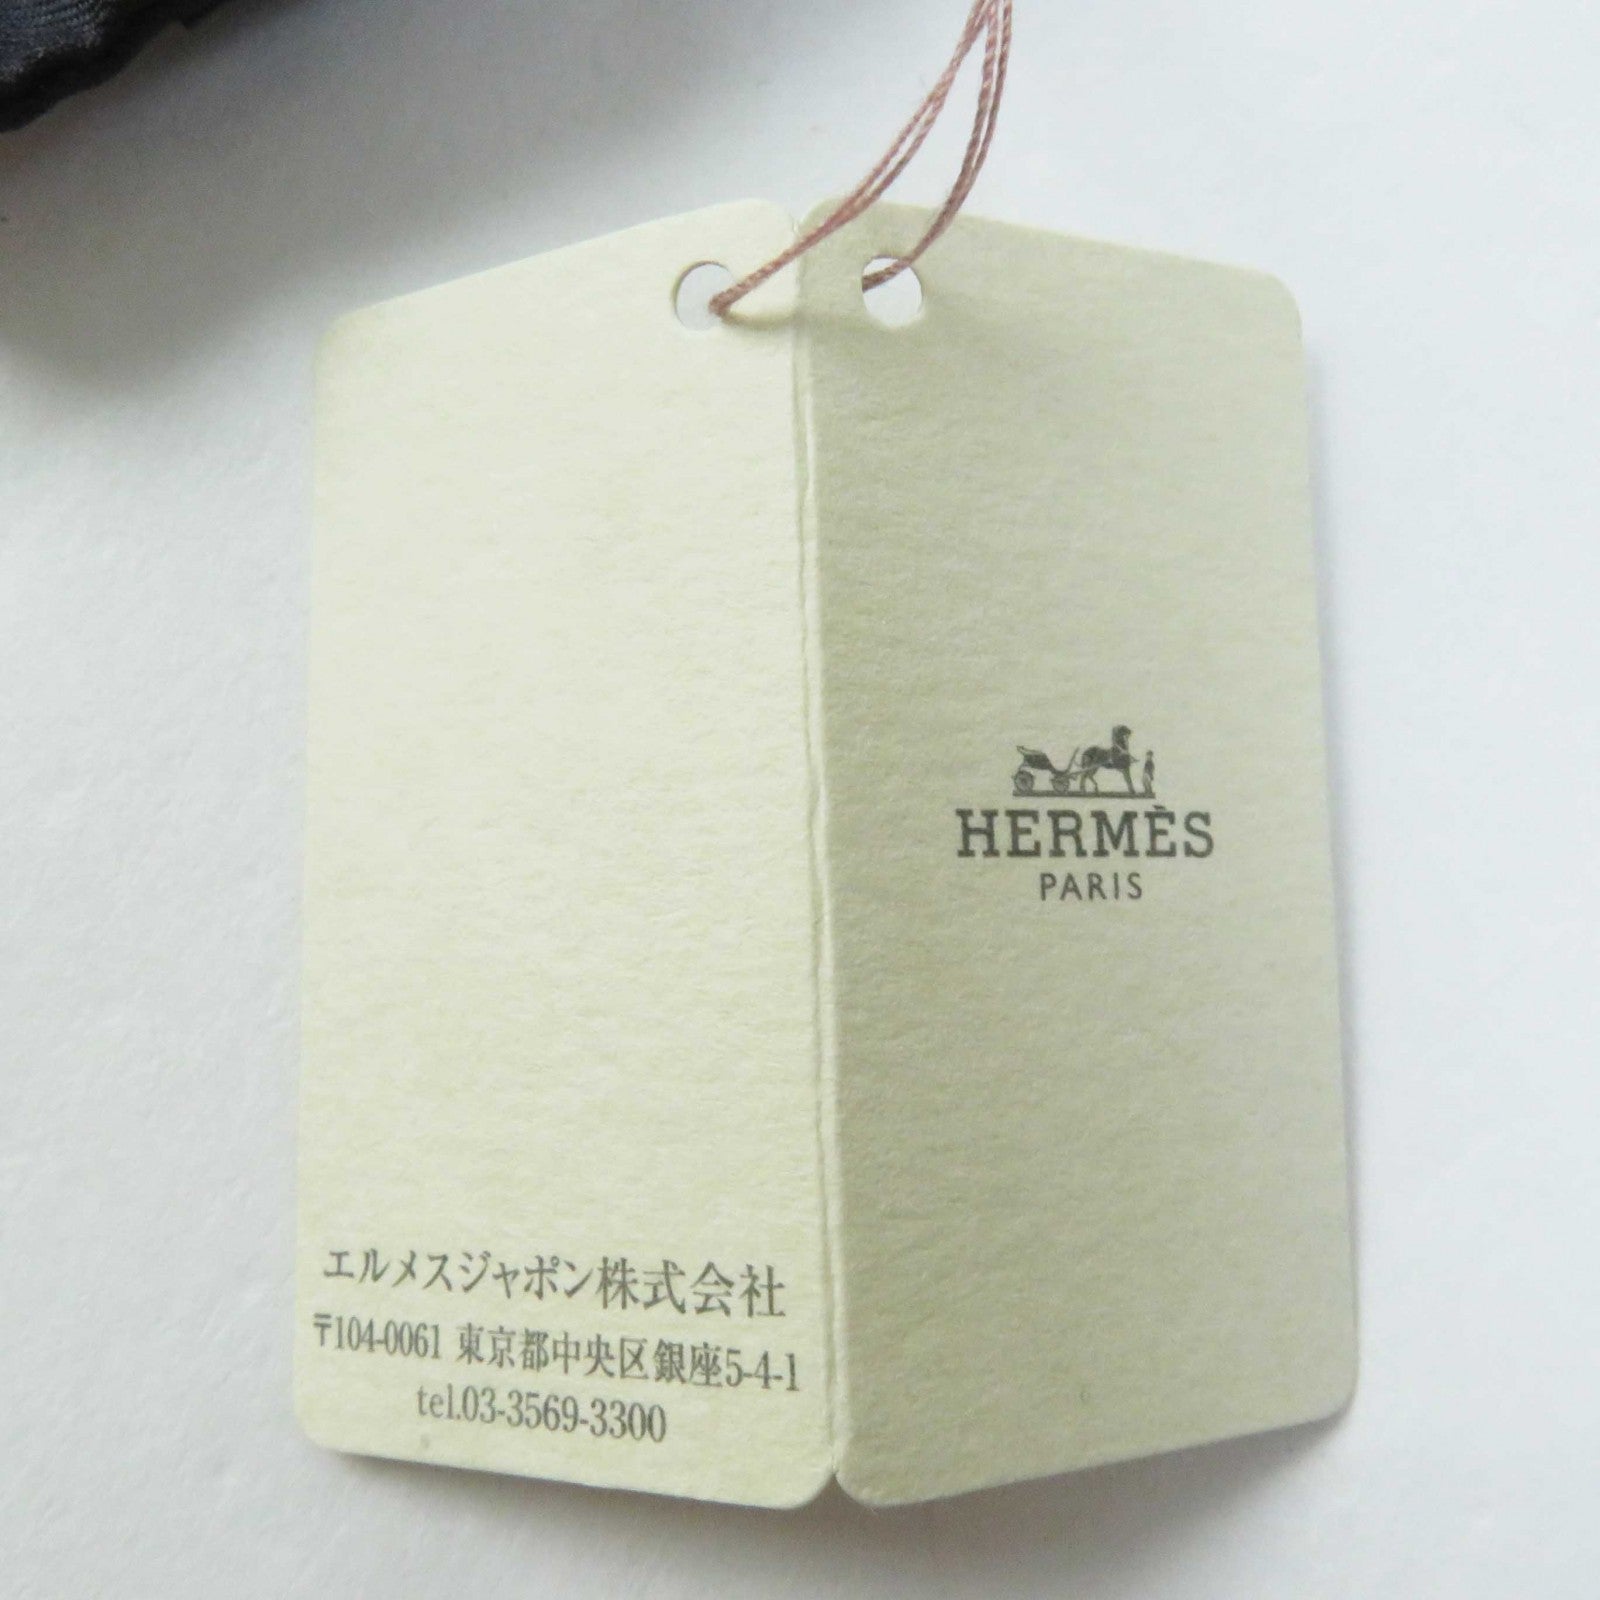 エルメスジャポン株式会社
〒104-0061 東京都中央区銀座5-4-1
tel.03-3569-3300
HERMÈS
PARIS